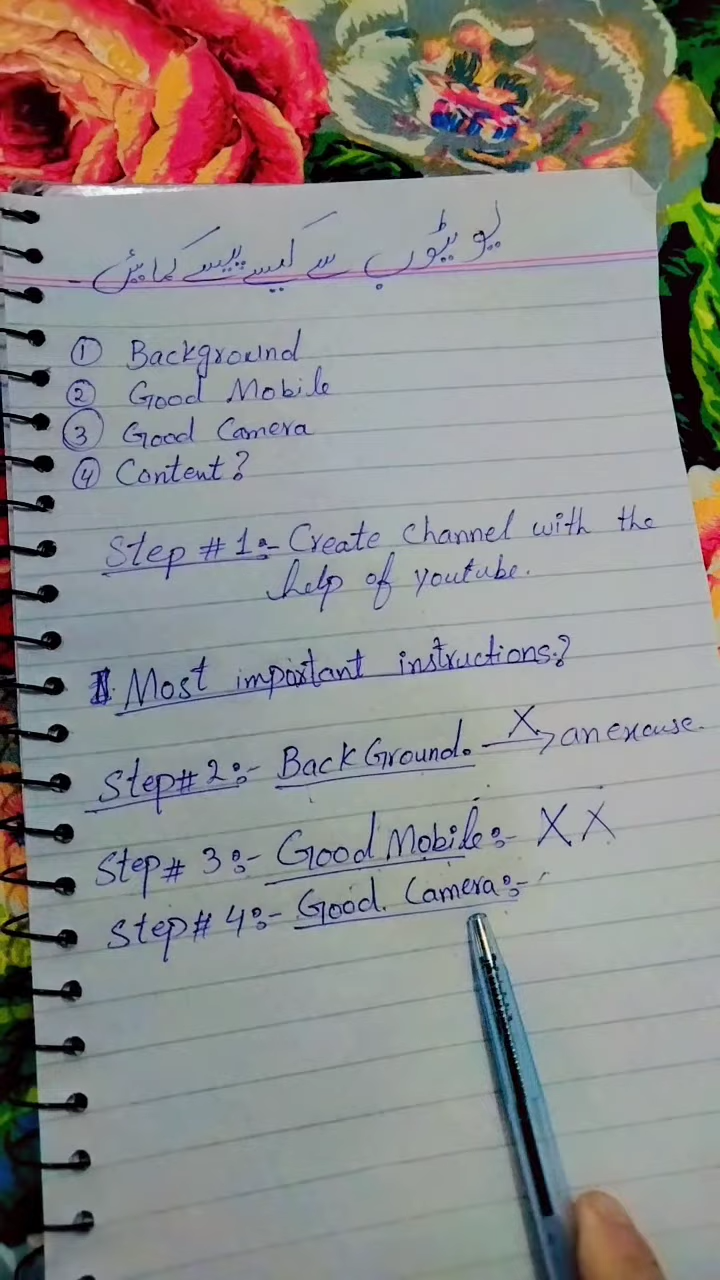 یوٹیوب سے کیسے پیسے کمائیں -
① Background
② Good Mobile
③ Good Camera
④ Content?
Step # 1:- Create channel with the
help of youtube.
Most important instructions:?
Step # 2:- Back Ground. X → an excuse.
Step # 3:- Good Mobile:- X X
Step # 4:- Good. Camera:-